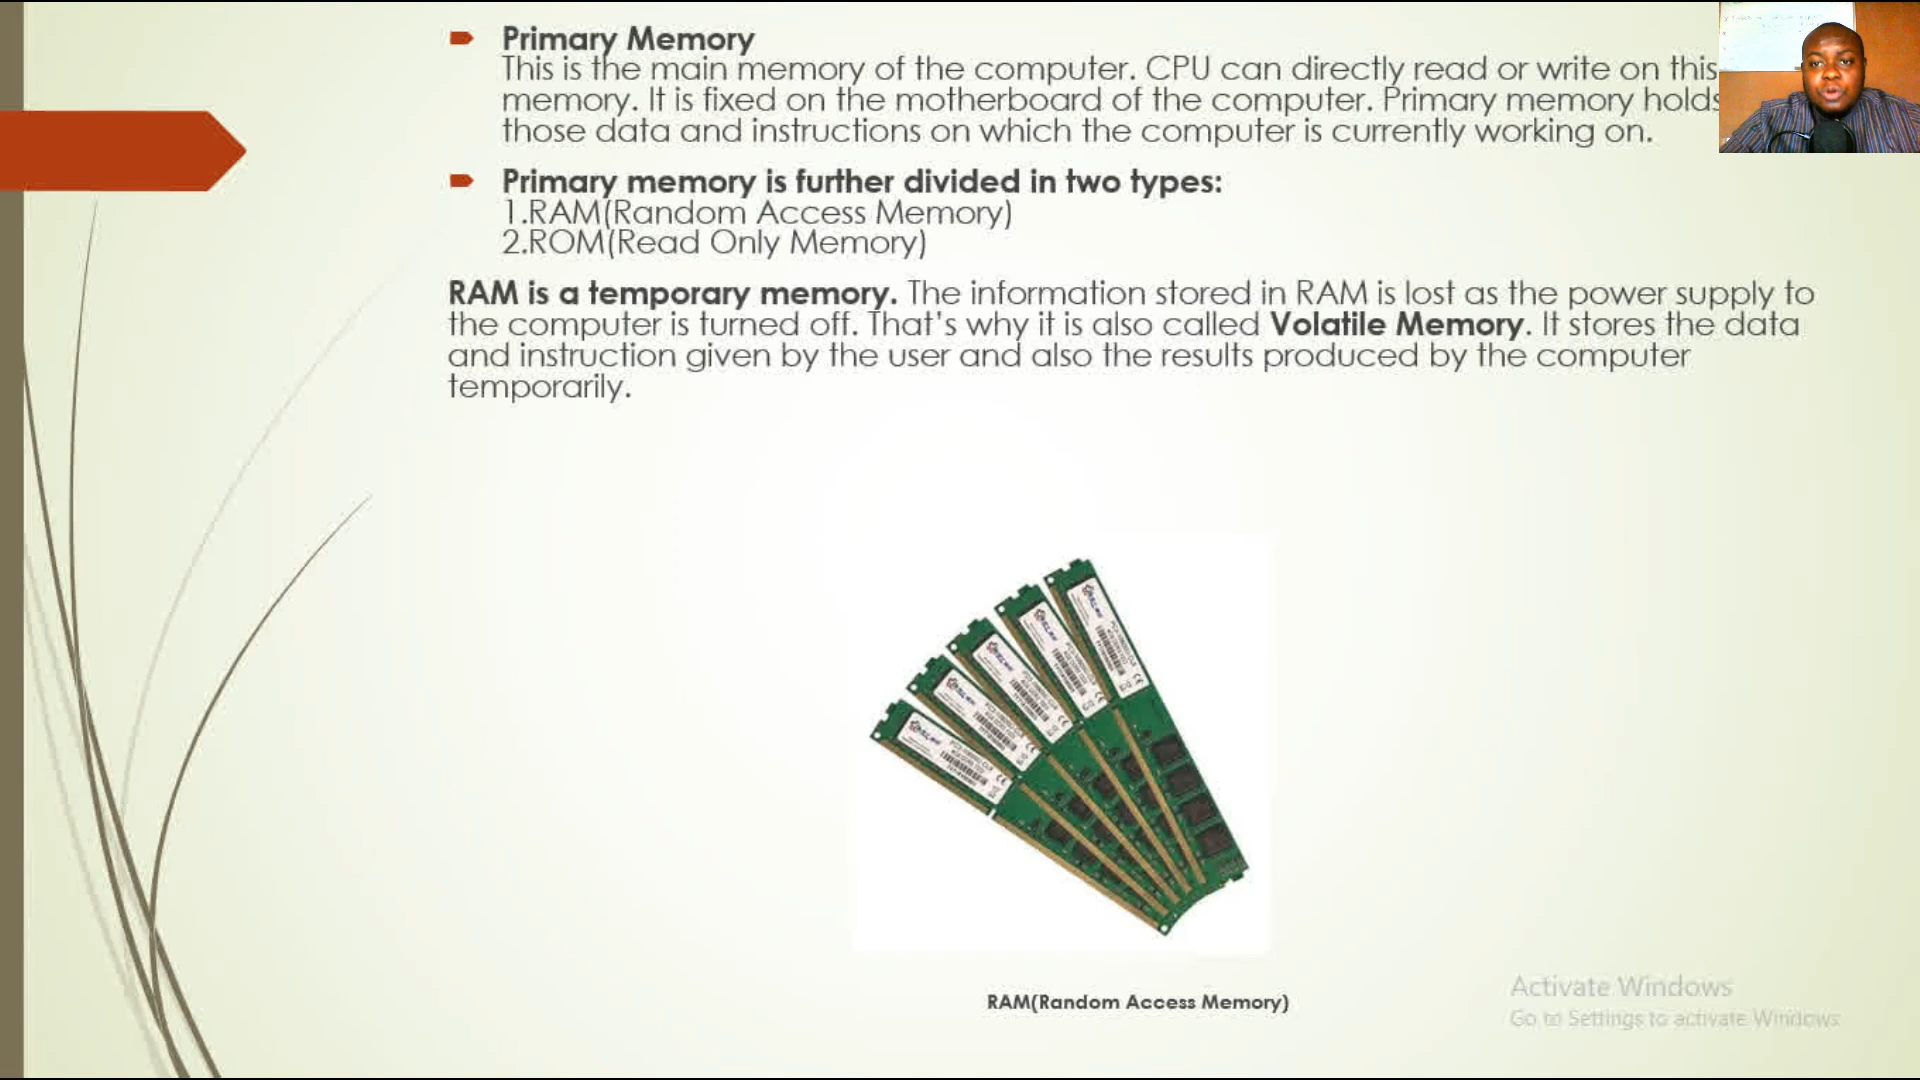 Primary Memory
This is the main memory of the computer. CPU can directly read or write on this
memory. It is fixed on the motherboard of the computer. Primary memory holds
those data and instructions on which the computer is currently working on.
Primary memory is further divided in two types:
1.RAM(Random Access Memory)
2.ROM(Read Only Memory)
RAM is a temporary memory. The information stored in RAM is lost as the power supply to
the computer is turned off. That's why it is also called Volatile Memory. It stores the data
and instruction given by the user and also the results produced by the computer
temporarily.
RAM(Random Access Memory)
Activate Windows
Go to Settings to activate Windows